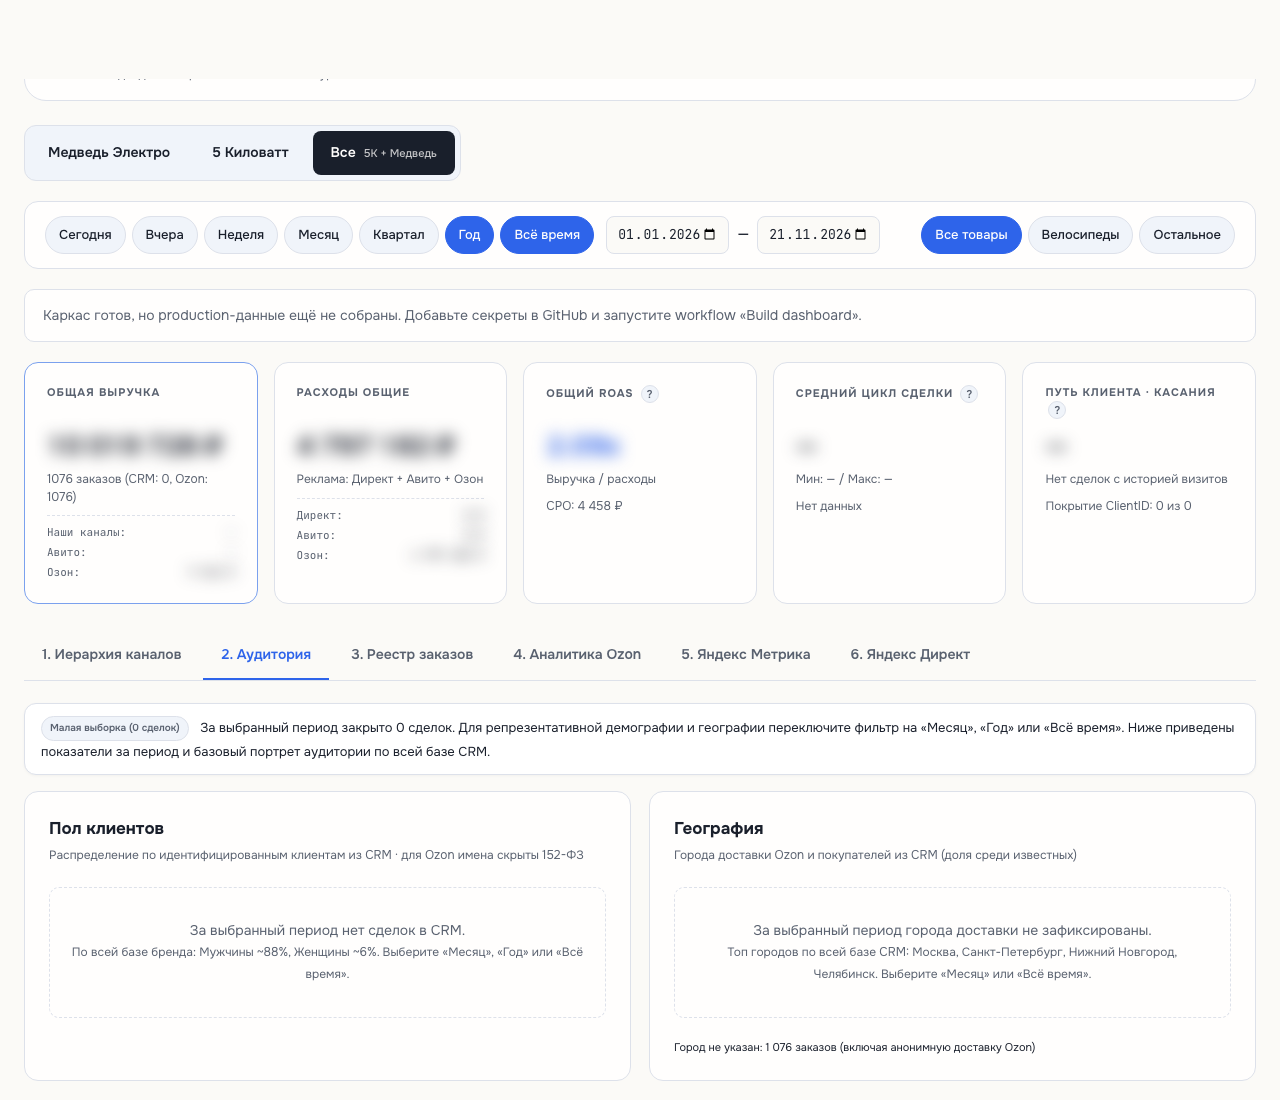 Медведь Электро
5 Киловатт
Все 5К + Медведь
Сегодня
Вчера
Неделя
Месяц
Квартал
Год
Всё время
01.01.2026 — 21.11.2026
Все товары
Велосипеды
Остальное
Каркас готов, но production-данные ещё не собраны. Добавьте секреты в GitHub и запустите workflow «Build dashboard».
ОБЩАЯ ВЫРУЧКА
1076 заказов (CRM: 0, Ozon:
1076)
Наши каналы:
Авито:
Озон:
РАСХОДЫ ОБЩИЕ
Реклама: Директ + Авито + Озон
Директ:
Авито:
Озон:
ОБЩИЙ ROAS ?
Выручка / расходы
CPO: 4 458 ₽
СРЕДНИЙ ЦИКЛ СДЕЛКИ ?
Мин: — / Макс: —
Нет данных
ПУТЬ КЛИЕНТА · КАСАНИЯ
?
Нет сделок с историей визитов
Покрытие ClientID: 0 из 0
1. Иерархия каналов
2. Аудитория
3. Реестр заказов
4. Аналитика Ozon
5. Яндекс Метрика
6. Яндекс Директ
Малая выборка (0 сделок) За выбранный период закрыто 0 сделок. Для репрезентативной демографии и географии переключите фильтр на «Месяц», «Год» или «Всё время». Ниже приведены
показатели за период и базовый портрет аудитории по всей базе CRM.
Пол клиентов
Распределение по идентифицированным клиентам из CRM · для Ozon имена скрыты 152-ФЗ
За выбранный период нет сделок в CRM.
По всей базе бренда: Мужчины ~88%, Женщины ~6%. Выберите «Месяц», «Год» или «Всё
время».
География
Города доставки Ozon и покупателей из CRM (доля среди известных)
За выбранный период города доставки не зафиксированы.
Топ городов по всей базе CRM: Москва, Санкт-Петербург, Нижний Новгород,
Челябинск. Выберите «Месяц» или «Всё время».
Город не указан: 1 076 заказов (включая анонимную доставку Ozon)